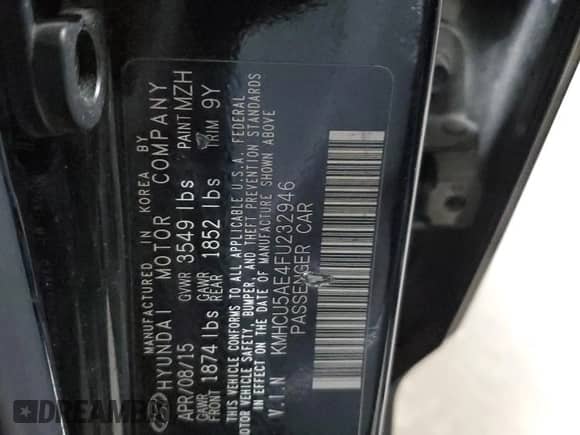 MANUFACTURED IN KOREA BY
HYUNDAI MOTOR COMPANY
APR/08/15 GVWR 3549 lbs PAINT MZH
GAWR FRONT 1874 lbs GAWR REAR 1852 lbs TRIM 9Y
THIS VEHICLE CONFORMS TO ALL APPLICABLE U.S.A. FEDERAL
MOTOR VEHICLE SAFETY, BUMPER, AND THEFT PREVENTION STANDARDS
IN EFFECT ON THE DATE OF MANUFACTURE SHOWN ABOVE
V.I.N KMHCU5AE4FU232946
PASSENGER CAR